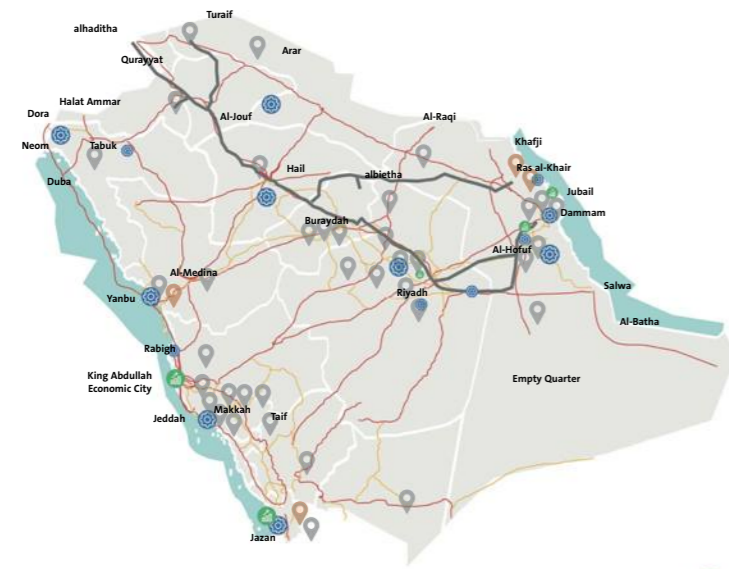 Turaif
alhaditha
Arar
Qurayyat
Halat Ammar
Dora
Al-Jouf
Al-Raqi
Neom
Tabuk
Khafji
Hail
albietha
Ras al-Khair
Duba
Jubail
Buraydah
Dammam
Al-Hofuf
Al-Medina
Salwa
Yanbu
Riyadh
Al-Batha
Rabigh
King Abdullah
Economic City
Empty Quarter
Makkah
Jeddah
Taif
Jazan